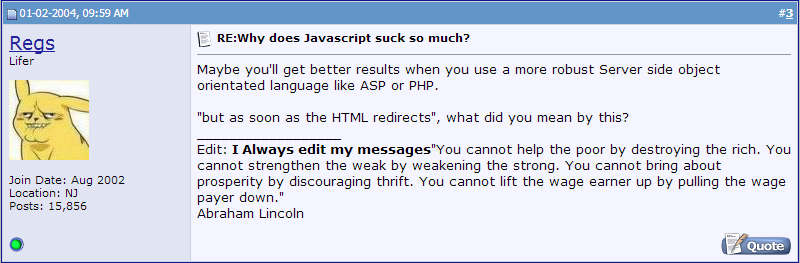 01-02-2004, 09:59 AM
#3
Regs
Lifer
RE:Why does Javascript suck so much?
Maybe you'll get better results when you use a more robust Server side object
orientated language like ASP or PHP.
"but as soon as the HTML redirects", what did you mean by this?
__________________
Edit: I Always edit my messages"You cannot help the poor by destroying the rich. You
cannot strengthen the weak by weakening the strong. You cannot bring about
prosperity by discouraging thrift. You cannot lift the wage earner up by pulling the wage
payer down."
Abraham Lincoln
Join Date: Aug 2002
Location: NJ
Posts: 15,856
Quote